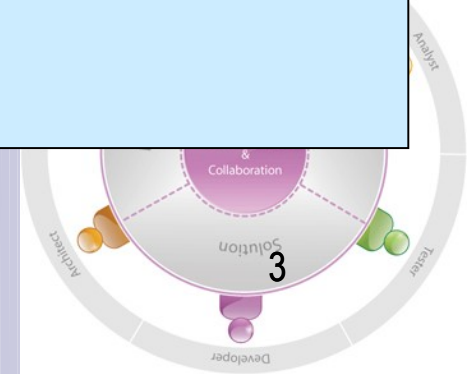 Analyst
&
Collaboration
Solution
3
Architect
Tester
Developer